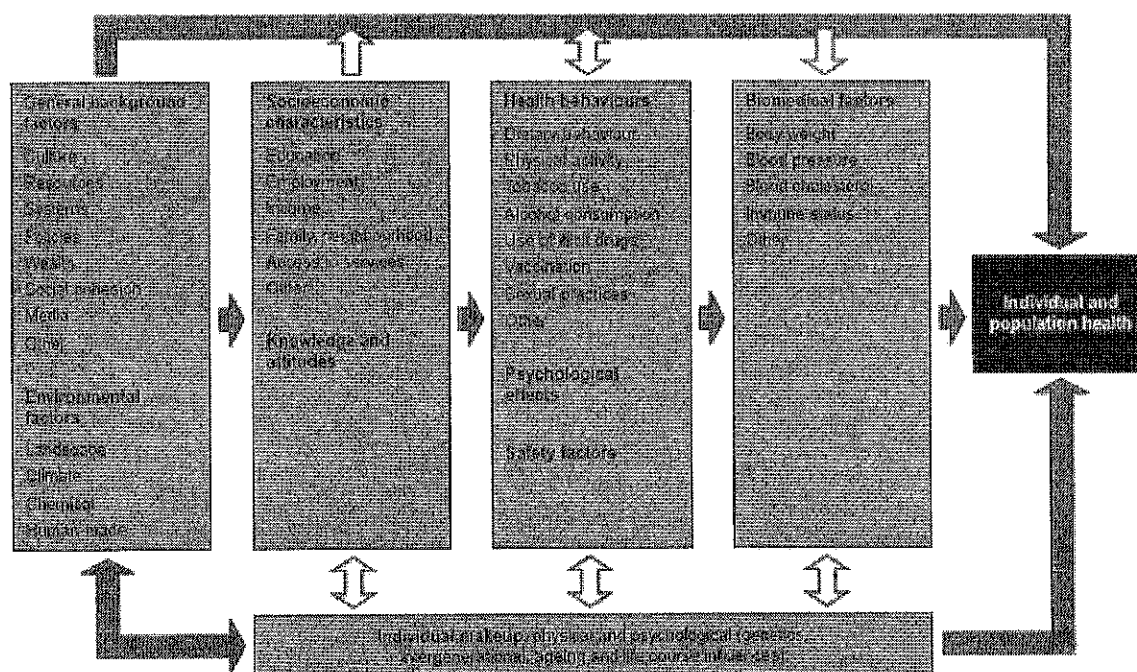 General background
factors
Culture
Resources
Systems
Policies
Wealth
Social cohesion
Media
Other
Environmental
factors
Landscape
Climate
Chemical
Human-made
Socioeconomic
characteristics
Education
Employment
Income
Family, neighbourhood
Access to services
Other
Knowledge and
attitudes
Health behaviours
Dietary behaviour
Physical activity
Tobacco use
Alcohol consumption
Use of illicit drugs
Vaccination
Sexual practices
Other
Psychological
effects
Safety factors
Biomedical factors
Body weight
Blood pressure
Blood cholesterol
Immune status
Other
Individual and
population health
Individual makeup, physical and psychological (genetics,
intergenerational, ageing and life course influences)